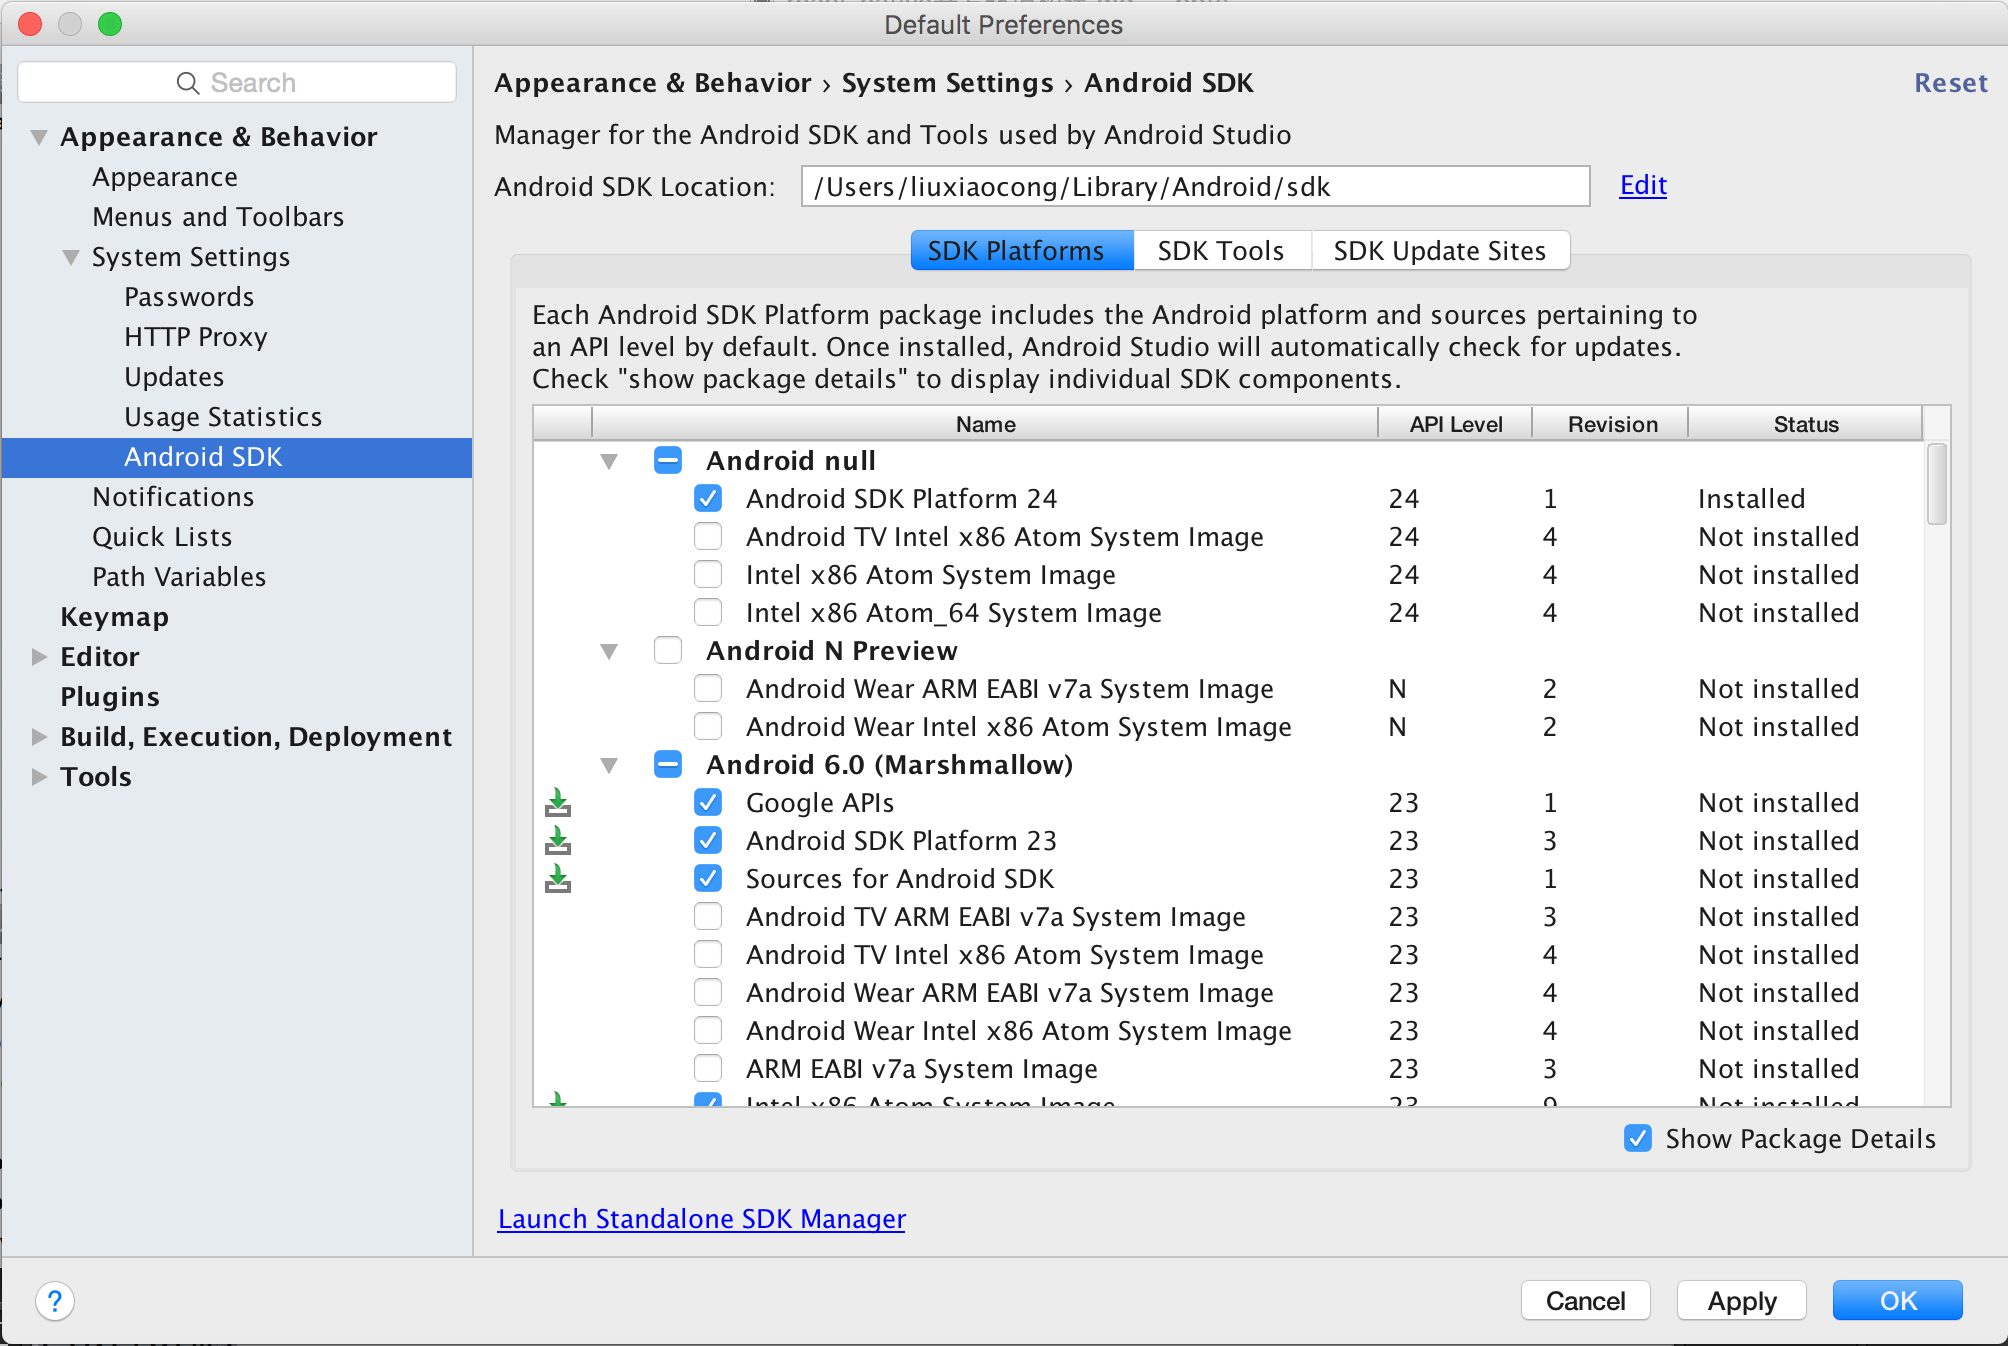 Default Preferences
Search
Appearance & Behavior
Appearance
Menus and Toolbars
System Settings
Passwords
HTTP Proxy
Updates
Usage Statistics
Android SDK
Notifications
Quick Lists
Path Variables
Keymap
Editor
Plugins
Build, Execution, Deployment
Tools
Appearance & Behavior › System Settings › Android SDK
Reset
Manager for the Android SDK and Tools used by Android Studio
Android SDK Location: /Users/liuxiaocong/Library/Android/sdk Edit
SDK Platforms SDK Tools SDK Update Sites
Each Android SDK Platform package includes the Android platform and sources pertaining to
an API level by default. Once installed, Android Studio will automatically check for updates.
Check "show package details" to display individual SDK components.
Name API Level Revision Status
Android null
Android SDK Platform 24 24 1 Installed
Android TV Intel x86 Atom System Image 24 4 Not installed
Intel x86 Atom System Image 24 4 Not installed
Intel x86 Atom_64 System Image 24 4 Not installed
Android N Preview
Android Wear ARM EABI v7a System Image N 2 Not installed
Android Wear Intel x86 Atom System Image N 2 Not installed
Android 6.0 (Marshmallow)
Google APIs 23 1 Not installed
Android SDK Platform 23 23 3 Not installed
Sources for Android SDK 23 1 Not installed
Android TV ARM EABI v7a System Image 23 3 Not installed
Android TV Intel x86 Atom System Image 23 4 Not installed
Android Wear ARM EABI v7a System Image 23 4 Not installed
Android Wear Intel x86 Atom System Image 23 4 Not installed
ARM EABI v7a System Image 23 3 Not installed
Intel x86 Atom System Image 23 9 Not installed
Show Package Details
Launch Standalone SDK Manager
?
Cancel Apply OK